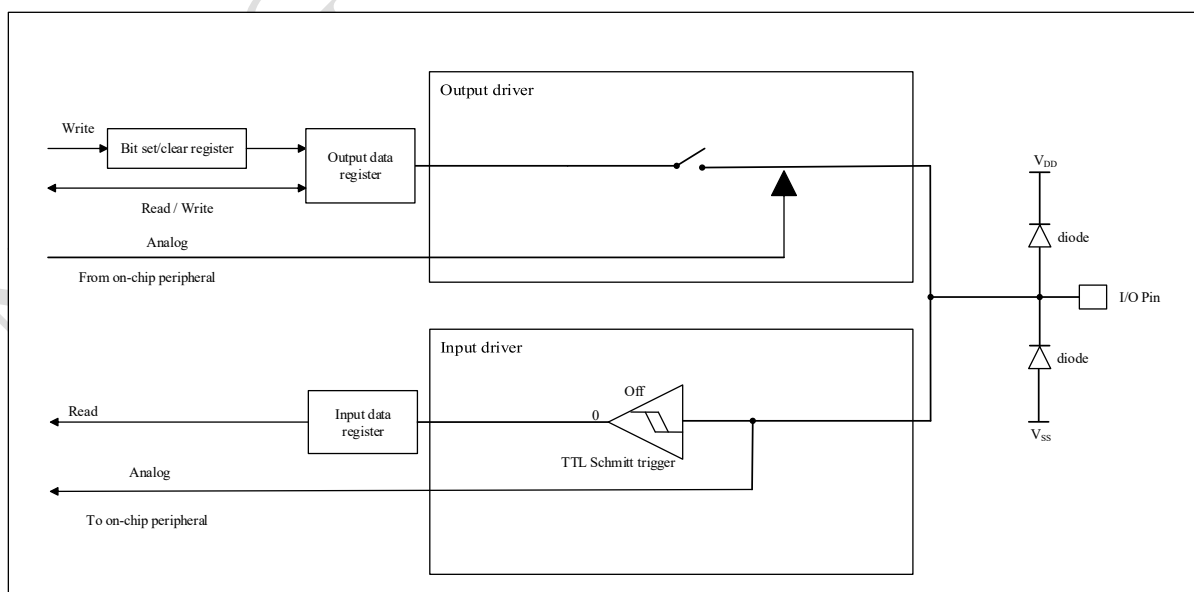 Output driver
Write
Bit set/clear register
Output data
register
Read / Write
Analog
From on-chip peripheral
VDD
diode
I/O Pin
diode
VSS
Input driver
Off
Read
Input data
register
0
TTL Schmitt trigger
Analog
To on-chip peripheral